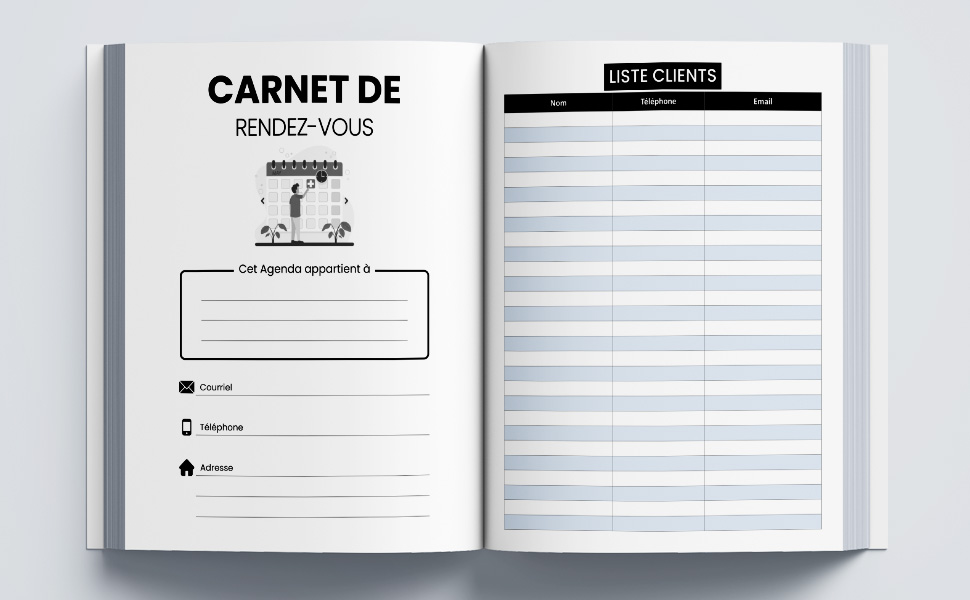 CARNET DE
RENDEZ-VOUS
Cet Agenda appartient à
Courriel
Téléphone
Adresse
LISTE CLIENTS
Nom Téléphone Email